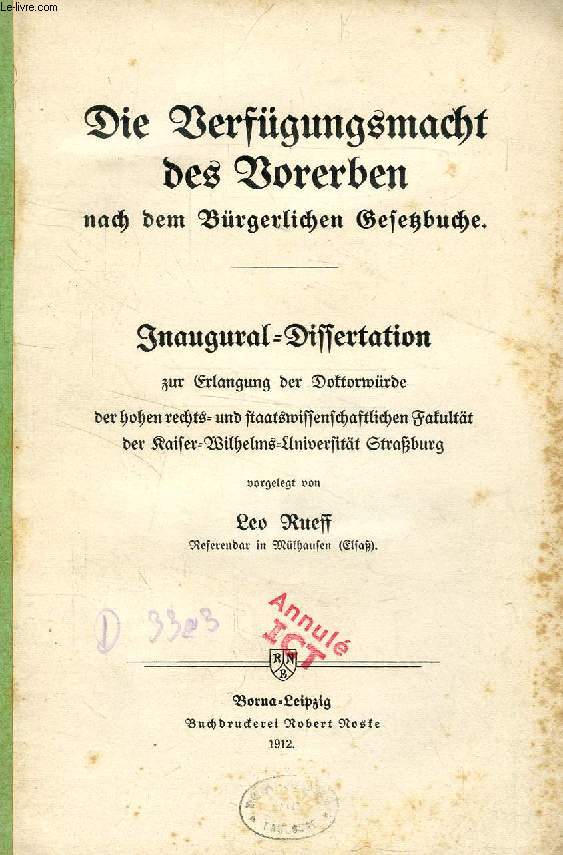 Le-livre.com
Die Verfügungsmacht
des Vorerben
nach dem Bürgerlichen Gesetzbuche.
Inaugural-Dissertation
zur Erlangung der Doktorwürde
der hohen rechts- und staatswissenschaftlichen Fakultät
der Kaiser-Wilhelms-Universität Straßburg
vorgelegt von
Leo Rueff
Referendar in Mülhausen (Elsaß).
D
Annulé
ICT
R N
B
Borna-Leipzig
Buchdruckerei Robert Noske
1912.